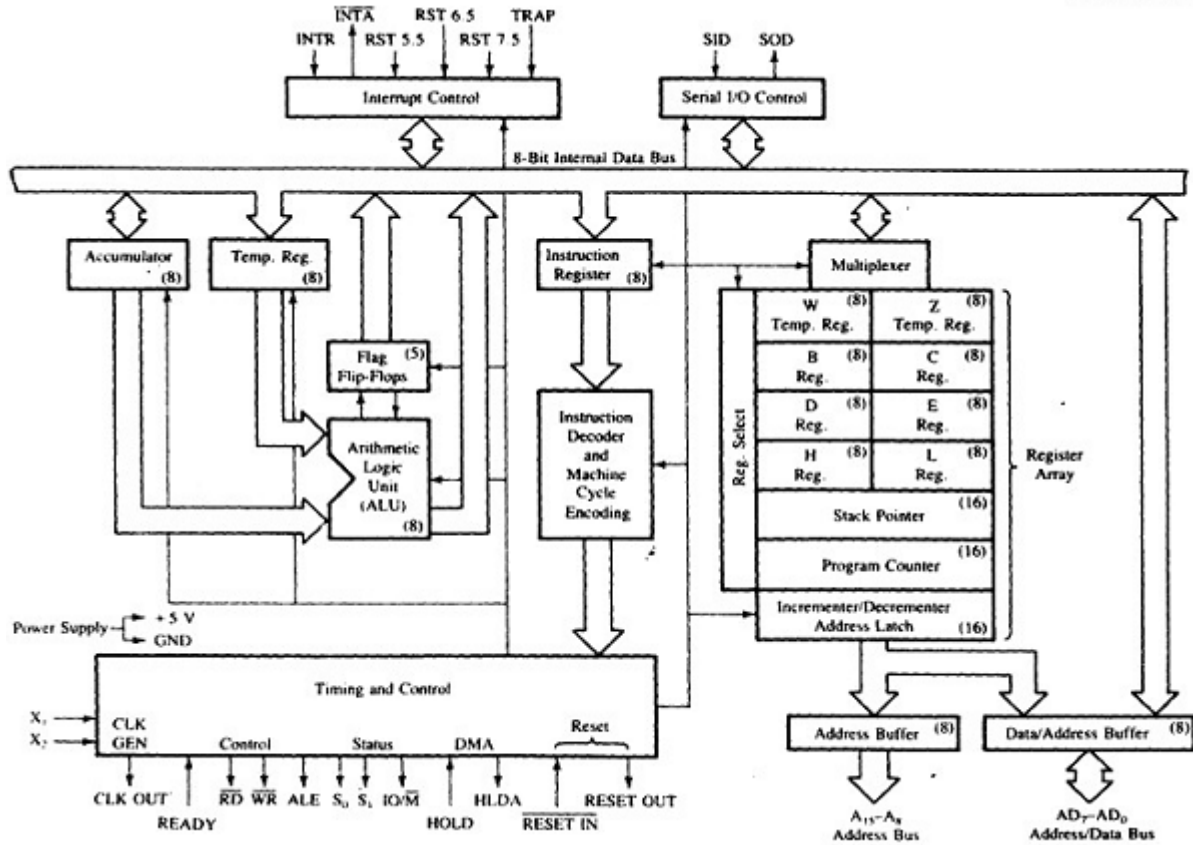 INTA
RST 6.5
TRAP
INTR
RST 5.5
RST 7.5
SID
SOD
Interrupt Control
Serial I/O Control
8-Bit Internal Data Bus
Accumulator
(8)
Temp. Reg.
(8)
Instruction
Register
(8)
Multiplexer
Flag
Flip-Flops
(5)
Arithmetic
Logic
Unit
(ALU)
(8)
Instruction
Decoder
and
Machine
Cycle
Encoding
Reg. Select
W (8)
Temp. Reg.
Z (8)
Temp. Reg.
B (8)
Reg.
C (8)
Reg.
D (8)
Reg.
E (8)
Reg.
H (8)
Reg.
L (8)
Reg.
Stack Pointer (16)
Program Counter (16)
Incrementer/Decrementer
Address Latch (16)
Register
Array
Power Supply
+5 V
GND
Timing and Control
X₁
X₂
CLK
GEN
Control
Status
DMA
Reset
CLK OUT
READY
RD
WR
ALE
S₀
S₁
IO/M
HOLD
HLDA
RESET IN
RESET OUT
Address Buffer (8)
Data/Address Buffer (8)
A₁₅–A₈
Address Bus
AD₇–AD₀
Address/Data Bus